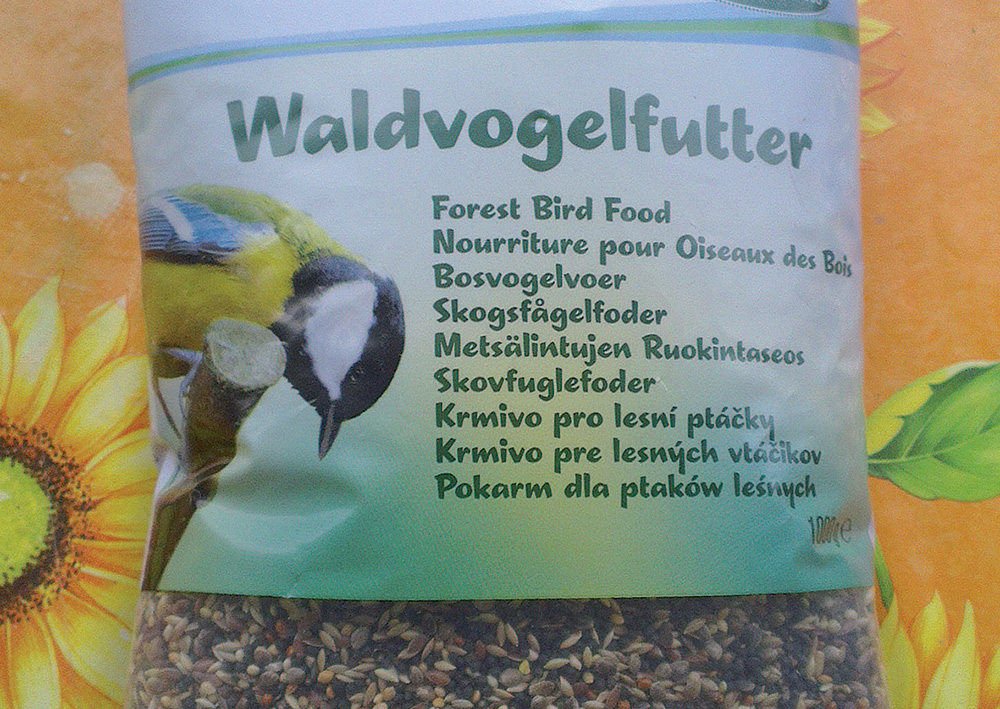 Waldvogelfutter
Forest Bird Food
Nourriture pour Oiseaux des Bois
Bosvogelvoer
Skogsfågelfoder
Metsälintujen Ruokintaseos
Skovfuglefoder
Krmivo pro lesní ptáčky
Krmivo pre lesných vtáčikov
Pokarm dla ptaków leśnych
1000g e